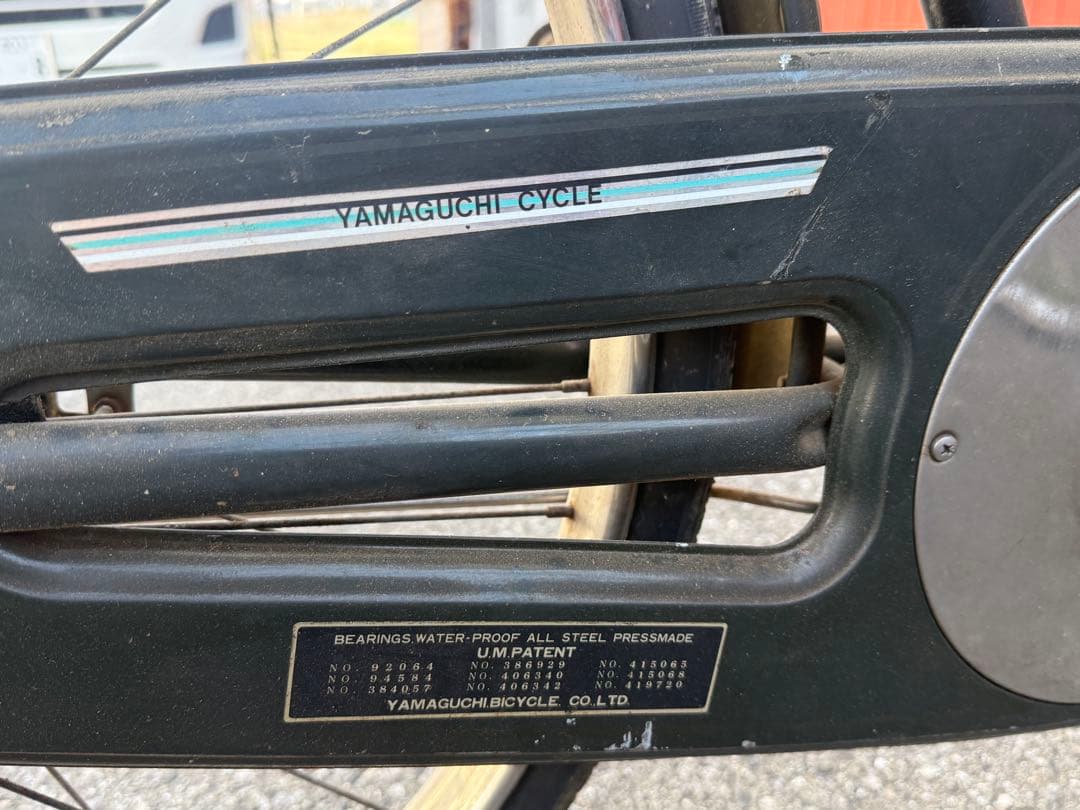 YAMAGUCHI CYCLE
BEARINGS.WATER-PROOF ALL STEEL PRESSMADE
U.M.PATENT
NO. 92064 NO. 386929 NO. 415065
NO. 94584 NO. 406340 NO. 415068
NO. 384057 NO. 406342 NO. 419720
YAMAGUCHI.BICYCLE. CO.,LTD.